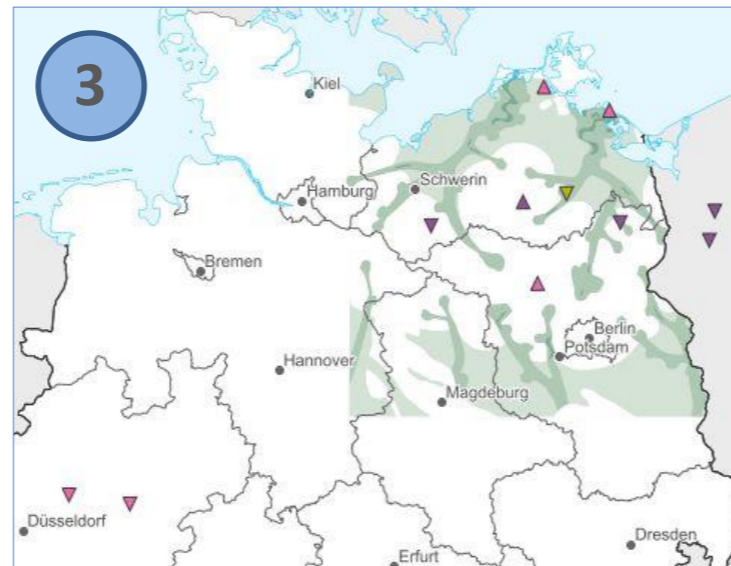 3
Kiel
Schwerin
Hamburg
Bremen
Berlin
Potsdam
Hannover
Magdeburg
Düsseldorf
Dresden
Erfurt